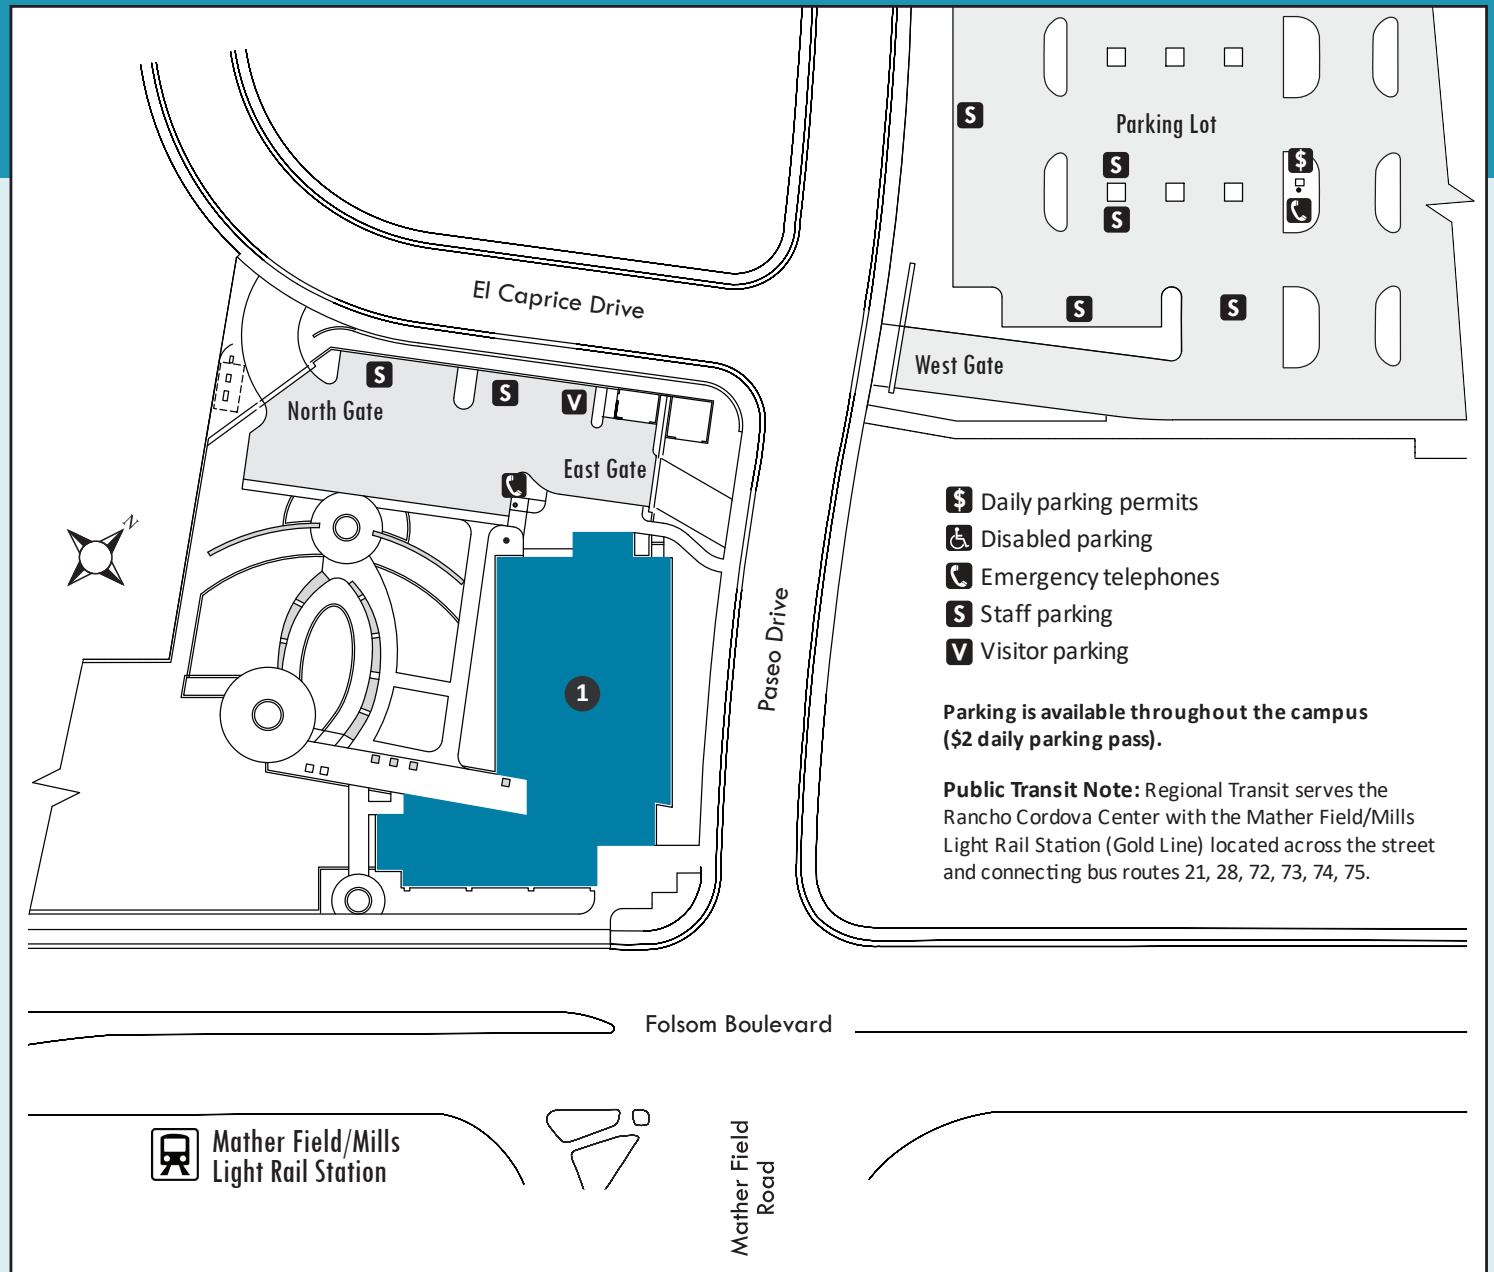 S
Parking Lot
S
$
S
El Caprice Drive
S
S
West Gate
S
S
V
North Gate
East Gate
N
$ Daily parking permits
Disabled parking
Emergency telephones
S Staff parking
V Visitor parking
Paseo Drive
1
Parking is available throughout the campus
($2 daily parking pass).
Public Transit Note: Regional Transit serves the
Rancho Cordova Center with the Mather Field/Mills
Light Rail Station (Gold Line) located across the street
and connecting bus routes 21, 28, 72, 73, 74, 75.
Folsom Boulevard
Mather Field/Mills
Light Rail Station
Mather Field
Road